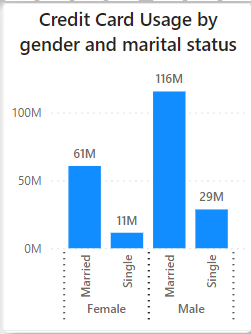 Credit Card Usage by
gender and marital status
116M
100M
61M
50M
29M
11M
0M
Married
Single
Married
Single
Female
Male